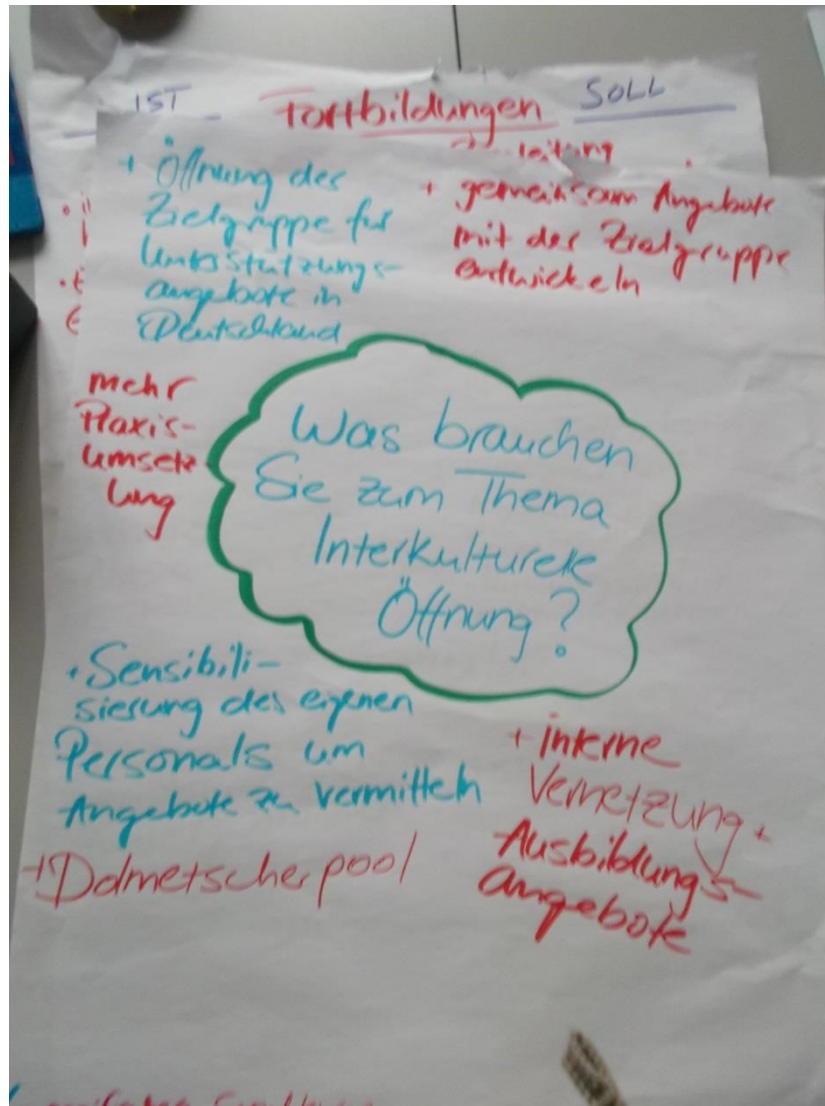 IST
Fortbildungen
SOLL
+ Öffnung der
Zielgruppe für
Unterstützungs-
angebote in
Deutschland
+ gemeinsam Angebote
mit der Zielgruppe
entwickeln
mehr
Praxis-
umsetz
ung
Was brauchen
Sie zum Thema
Interkulturelle
Öffnung?
+ Sensibili-
sierung des eigenen
Personals um
Angebote zu vermitteln
+ Dolmetscherpool
+ interne
Vernetzung +
Ausbildungs-
angebote